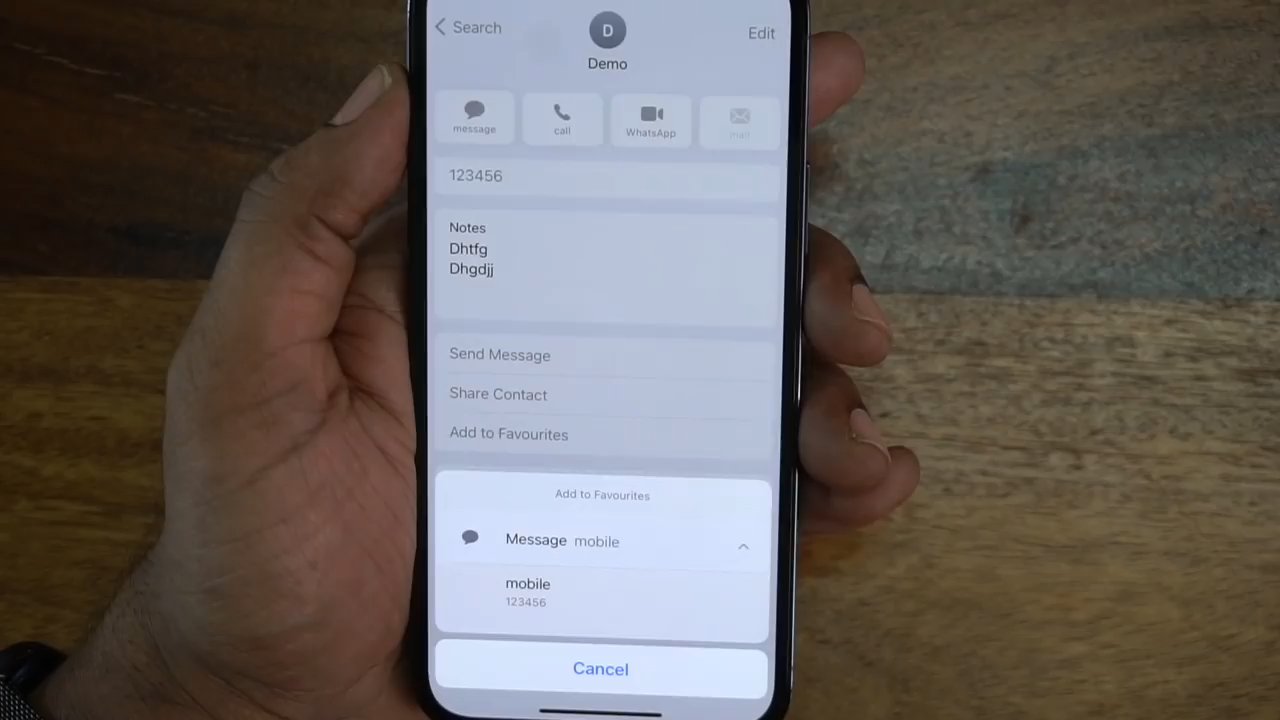 Search
D
Edit
Demo
message
call
WhatsApp
mail
123456
Notes
Dhtfg
Dhgdjj
Send Message
Share Contact
Add to Favourites
Add to Favourites
Message mobile
mobile
123456
Cancel